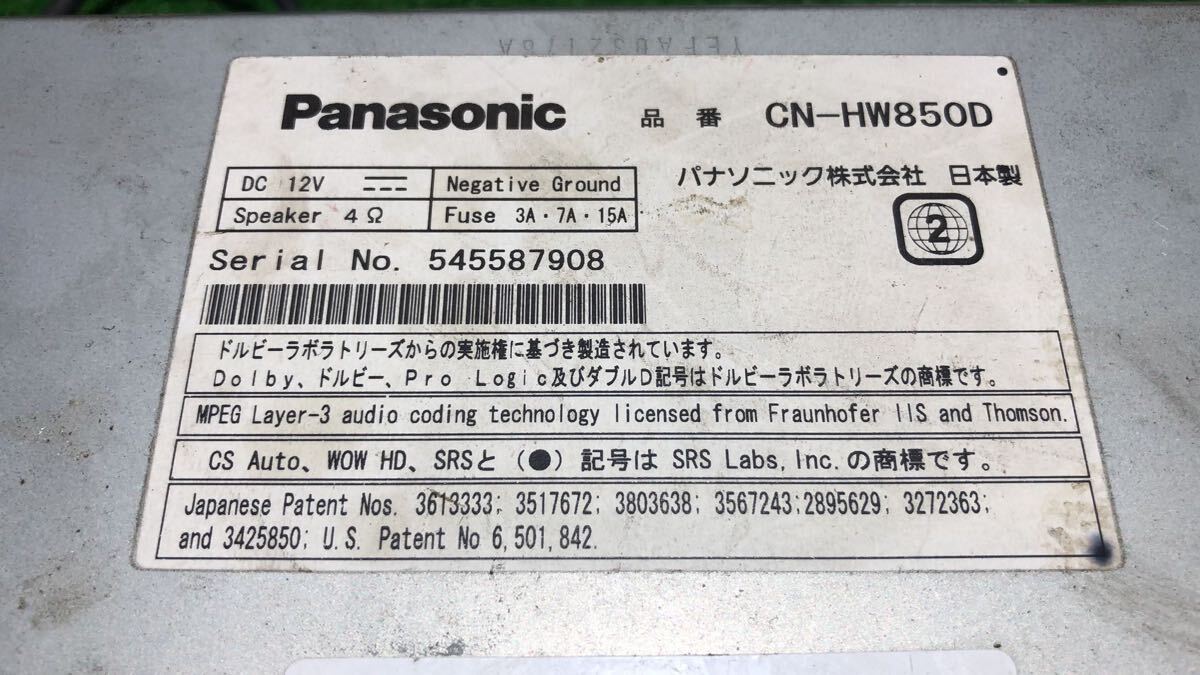 Panasonic 品番 CN-HW850D
DC 12V Negative Ground
Speaker 4Ω Fuse 3A・7A・15A
パナソニック株式会社 日本製
2
Serial No. 545587908
ドルビーラボラトリーズからの実施権に基づき製造されています。
Dolby、ドルビー、Pro Logic及びダブルD記号はドルビーラボラトリーズの商標です。
MPEG Layer-3 audio coding technology licensed from Fraunhofer IIS and Thomson.
CS Auto、WOW HD、SRSと(●)記号は SRS Labs,Inc.の商標です。
Japanese Patent Nos. 3613333; 3517672; 3803638; 3567243;2895629; 3272363;
and 3425850; U.S. Patent No 6,501,842.